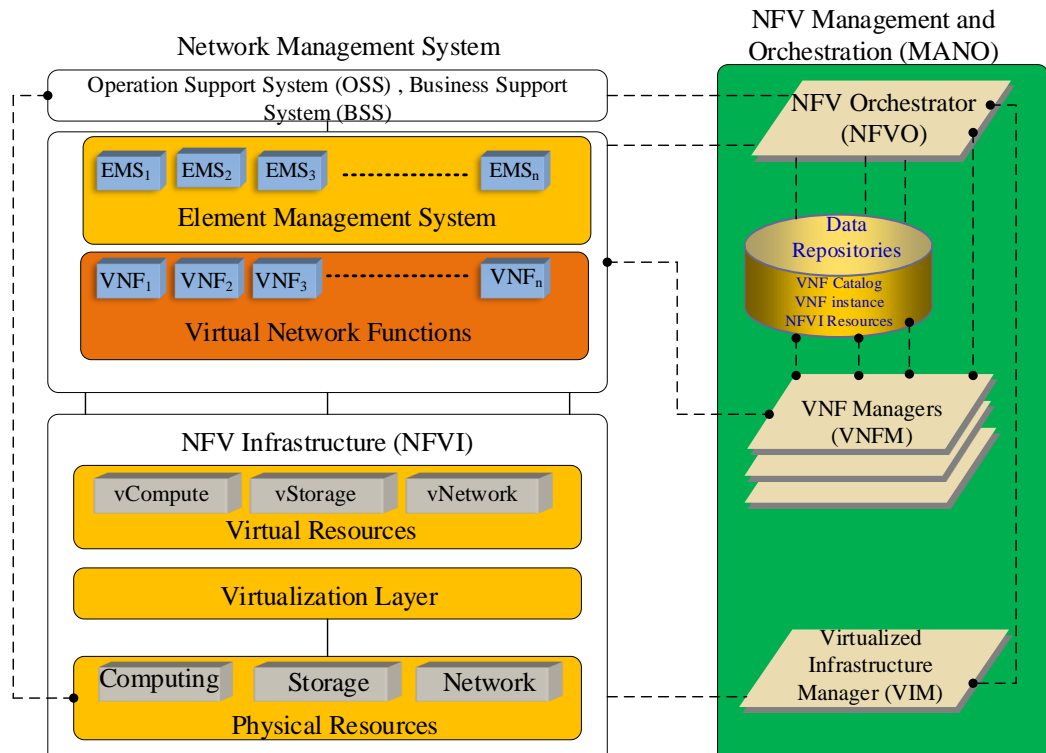 Network Management System
Operation Support System (OSS) , Business Support
System (BSS)
EMS₁ EMS₂ EMS₃ EMSₙ
Element Management System
VNF₁ VNF₂ VNF₃ VNFₙ
Virtual Network Functions
NFV Infrastructure (NFVI)
vCompute vStorage vNetwork
Virtual Resources
Virtualization Layer
Computing Storage Network
Physical Resources
NFV Management and
Orchestration (MANO)
NFV Orchestrator
(NFVO)
Data
Repositories
VNF Catalog
VNF instance
NFVI Resources
VNF Managers
(VNFM)
Virtualized
Infrastructure
Manager (VIM)